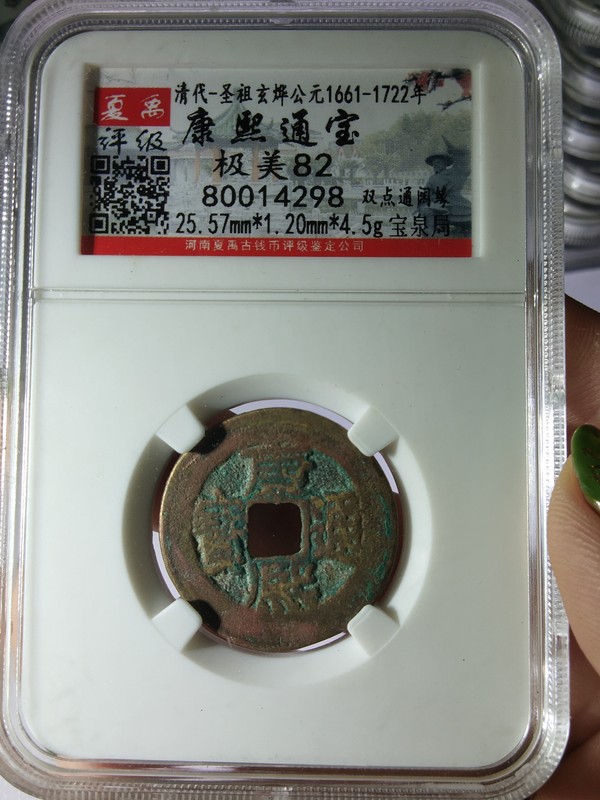 清代-圣祖玄烨公元1661-1722年
夏禹
评级
康熙通宝
极美82
80014298 双点通阔缘
25.57mm*1.20mm*4.5g 宝泉局
河南夏禹古钱币评级鉴定公司
康熙通寳